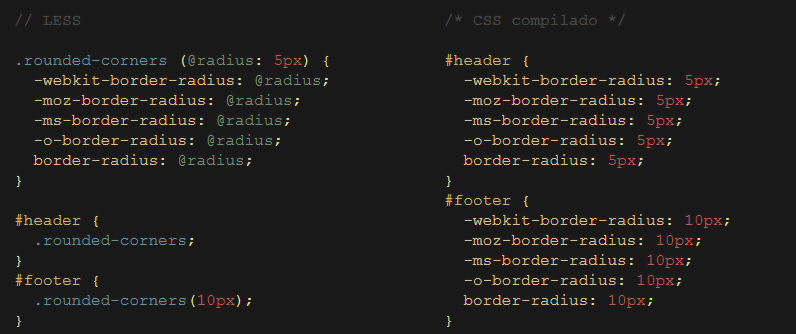 // LESS
.rounded-corners (@radius: 5px) {
-webkit-border-radius: @radius;
-moz-border-radius: @radius;
-ms-border-radius: @radius;
-o-border-radius: @radius;
border-radius: @radius;
}
#header {
.rounded-corners;
}
#footer {
.rounded-corners(10px);
}
/* CSS compilado */
#header {
-webkit-border-radius: 5px;
-moz-border-radius: 5px;
-ms-border-radius: 5px;
-o-border-radius: 5px;
border-radius: 5px;
}
#footer {
-webkit-border-radius: 10px;
-moz-border-radius: 10px;
-ms-border-radius: 10px;
-o-border-radius: 10px;
border-radius: 10px;
}